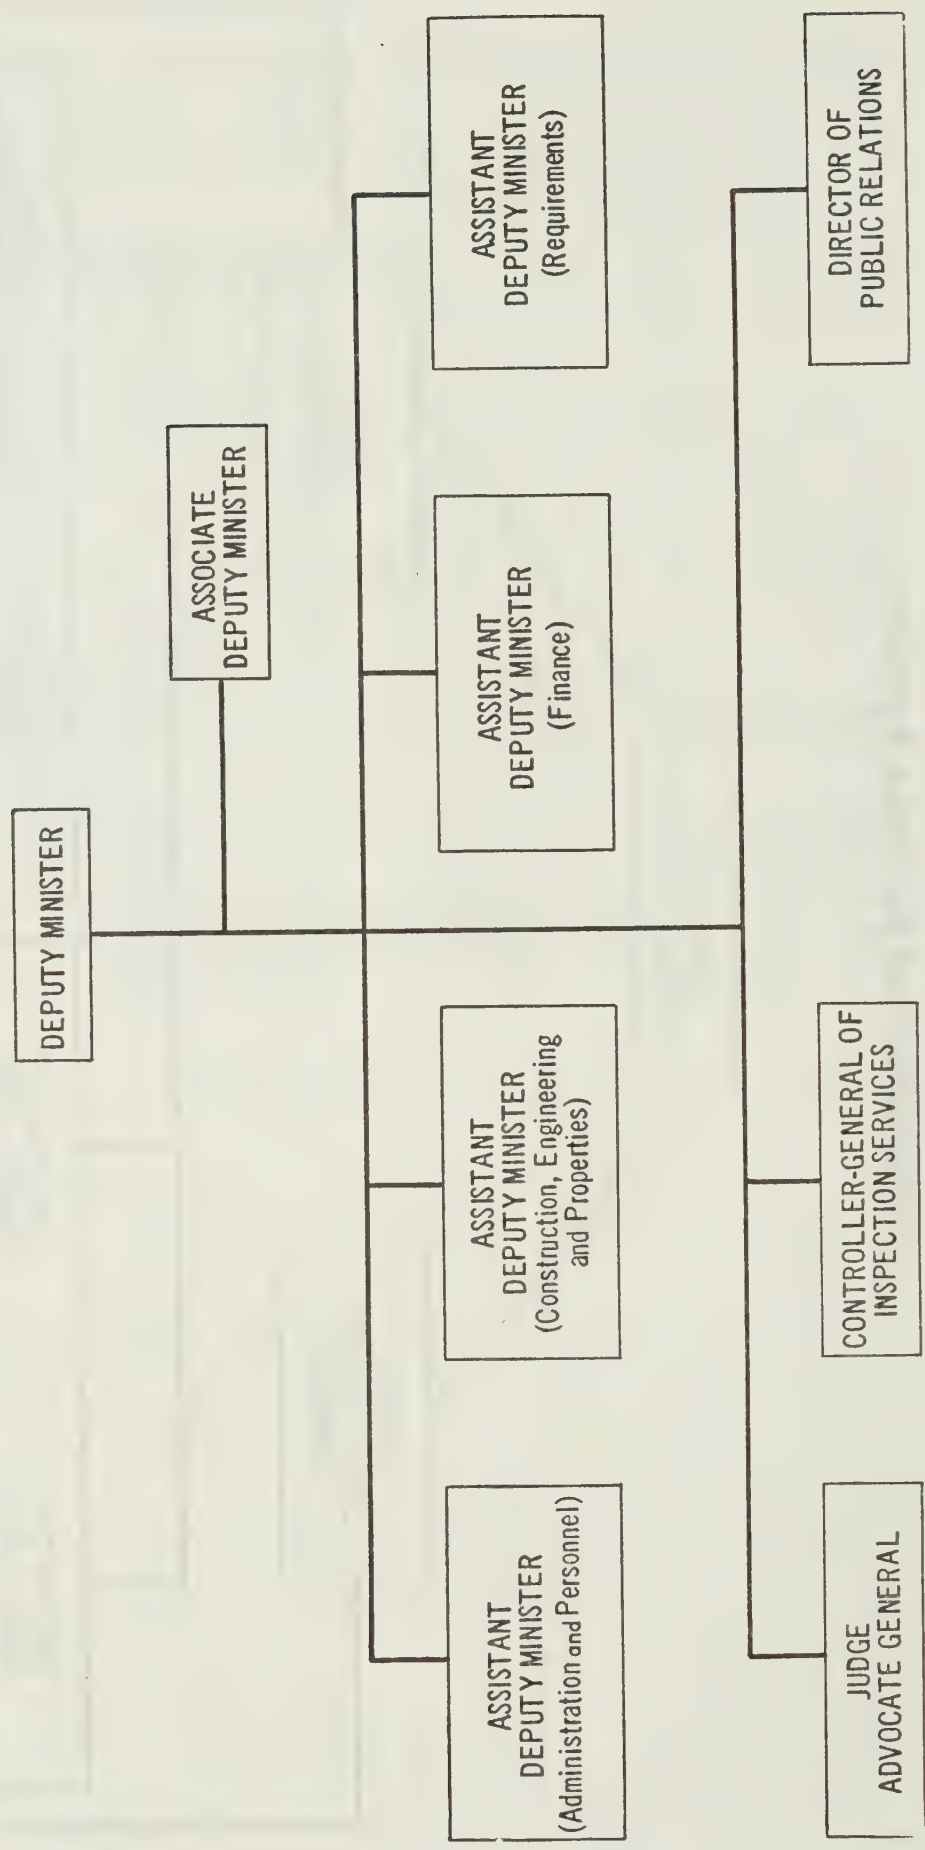 DEPUTY MINISTER
ASSOCIATE
DEPUTY MINISTER
ASSISTANT
DEPUTY MINISTER
(Administration and Personnel)
ASSISTANT
DEPUTY MINISTER
(Construction, Engineering
and Properties)
ASSISTANT
DEPUTY MINISTER
(Finance)
ASSISTANT
DEPUTY MINISTER
(Requirements)
JUDGE
ADVOCATE GENERAL
CONTROLLER-GENERAL OF
INSPECTION SERVICES
DIRECTOR OF
PUBLIC RELATIONS